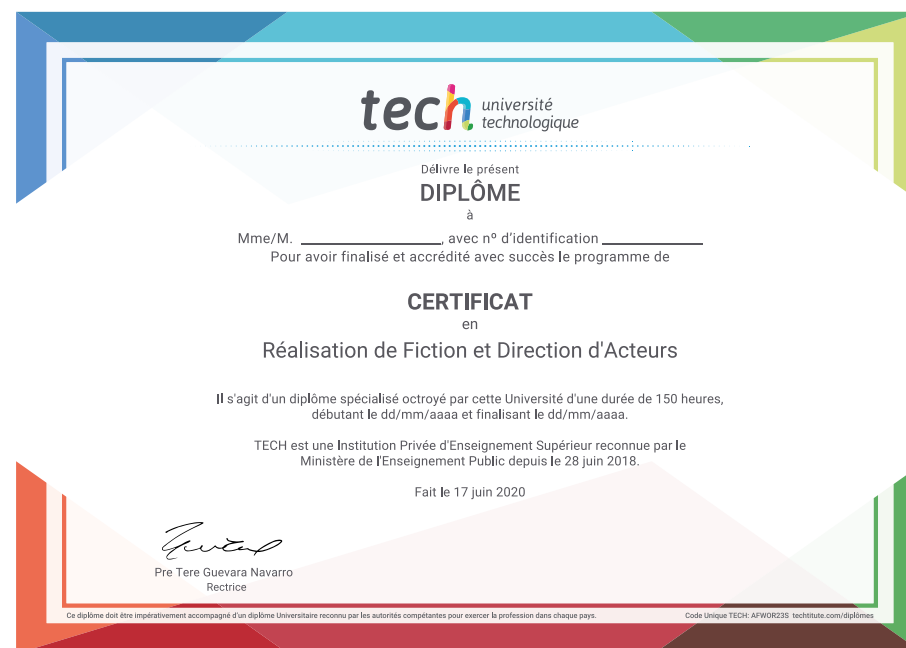 tech université
technologique
Délivre le présent
DIPLÔME
à
Mme/M. ____________________, avec nº d'identification ______________
Pour avoir finalisé et accrédité avec succès le programme de
CERTIFICAT
en
Réalisation de Fiction et Direction d'Acteurs
Il s'agit d'un diplôme spécialisé octroyé par cette Université d'une durée de 150 heures,
débutant le dd/mm/aaaa et finalisant le dd/mm/aaaa.
TECH est une Institution Privée d'Enseignement Supérieur reconnue par le
Ministère de l'Enseignement Public depuis le 28 juin 2018.
Fait le 17 juin 2020
Pre Tere Guevara Navarro
Rectrice
Ce diplôme doit être impérativement accompagné d'un diplôme Universitaire reconnu par les autorités compétantes pour exercer la profession dans chaque pays. Code Unique TECH: AFWOR23S techtitute.com/diplômes